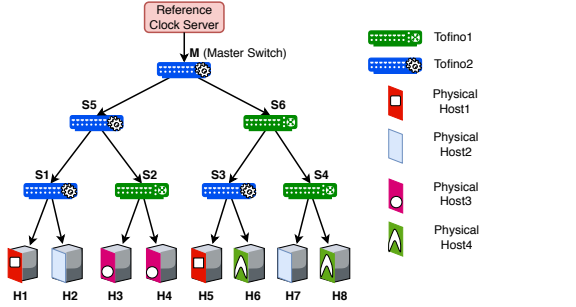 Reference
Clock Server
M (Master Switch)
S5
S6
S1
S2
S3
S4
H1
H2
H3
H4
H5
H6
H7
H8
Tofino1
Tofino2
Physical
Host1
Physical
Host2
Physical
Host3
Physical
Host4